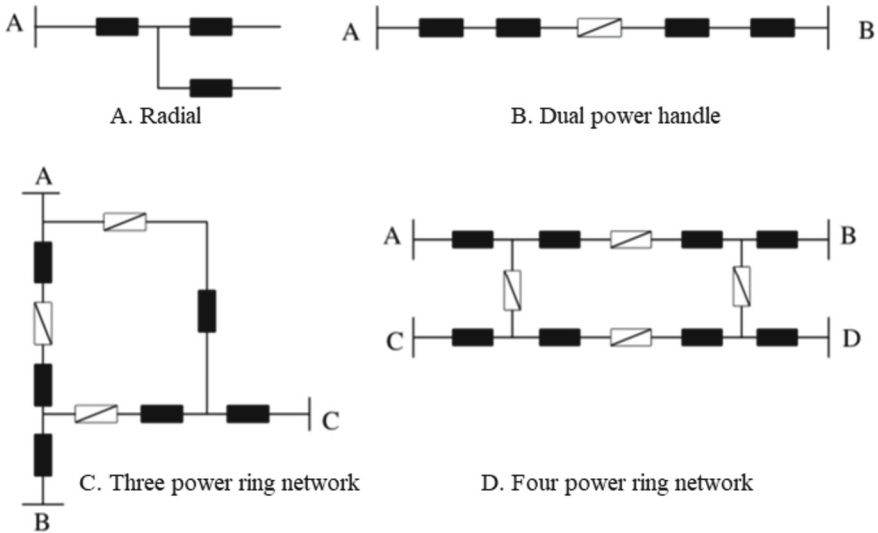 A
A. Radial
A B
B. Dual power handle
A
C
B
C. Three power ring network
A B
C D
D. Four power ring network